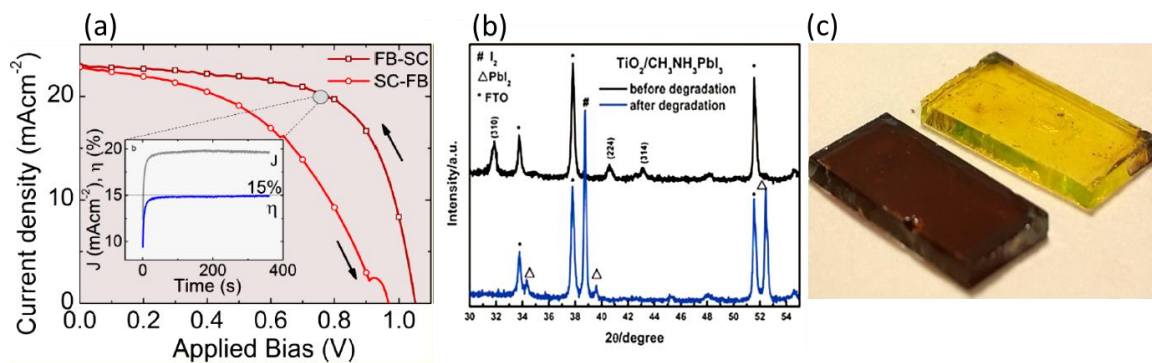 (a)
Current density (mAcm-2)
20
10
0
0.0 0.2 0.4 0.6 0.8 1.0
Applied Bias (V)
FB-SC
SC-FB
b
J (mAcm-2), η (%)
20
15
10
0 200 400
Time (s)
J
15%
η
(b)
Intensity/a.u.
# I2
△ PbI2
* FTO
TiO2/CH3NH3PbI3
before degradation
after degradation
(310)
(224)
(314)
#
30 32 34 36 38 40 42 44 46 48 50 52 54
2θ/degree
(c)